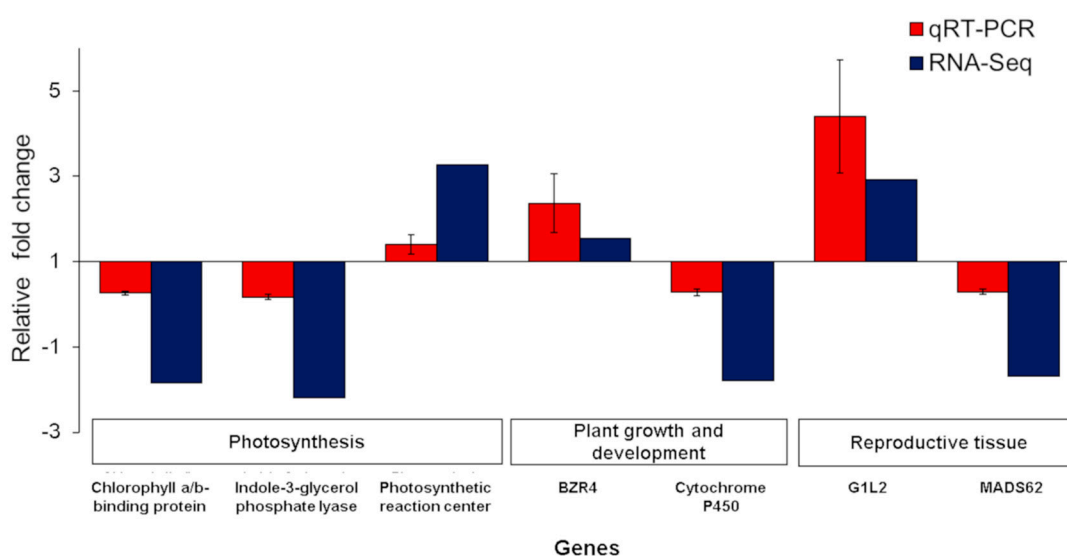 qRT-PCR
RNA-Seq
Relative fold change
5
3
1
-1
-3
Photosynthesis
Plant growth and
development
Reproductive tissue
Chlorophyll a/b-
binding protein
Indole-3-glycerol
phosphate lyase
Photosynthetic
reaction center
BZR4
Cytochrome
P450
G1L2
MADS62
Genes